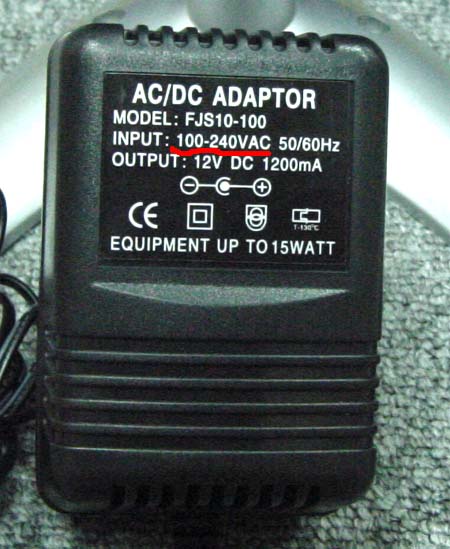 AC/DC ADAPTOR
MODEL: FJS10-100
INPUT: 100-240VAC 50/60Hz
OUTPUT: 12V DC 1200mA
CE T-130°C
EQUIPMENT UP TO 15WATT